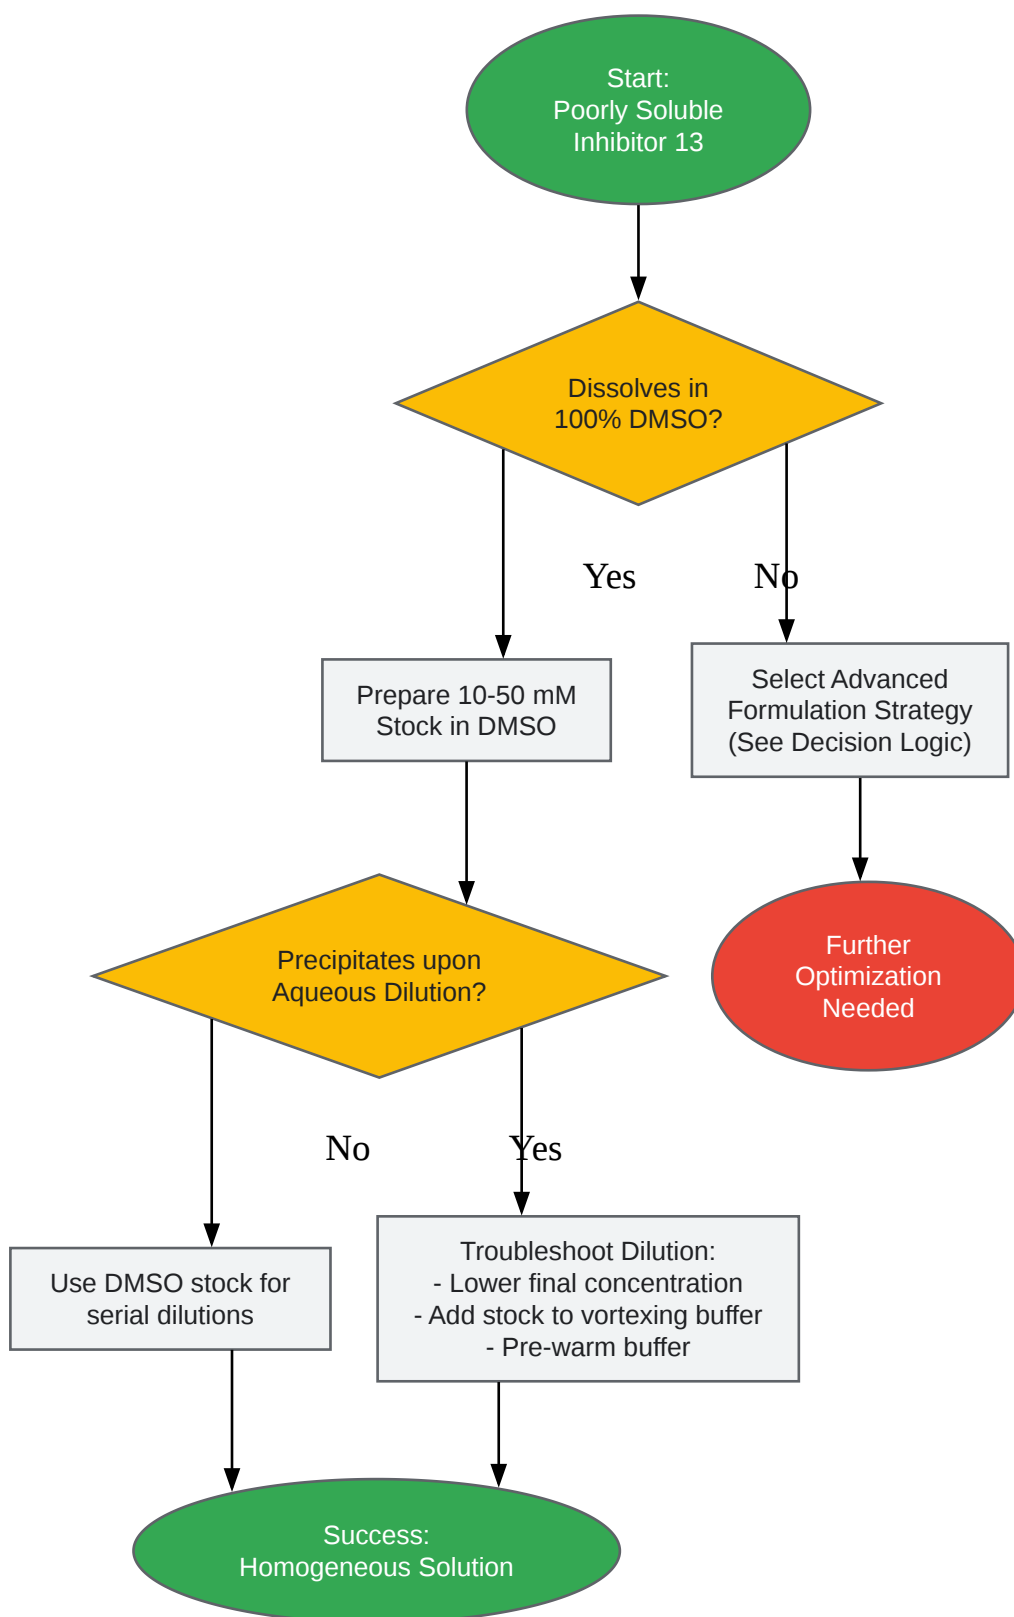 Start:
Poorly Soluble
Inhibitor 13
Dissolves in
100% DMSO?
Yes
No
Prepare 10-50 mM
Stock in DMSO
Select Advanced
Formulation Strategy
(See Decision Logic)
Precipitates upon
Aqueous Dilution?
Further
Optimization
Needed
No
Yes
Use DMSO stock for
serial dilutions
Troubleshoot Dilution:
- Lower final concentration
- Add stock to vortexing buffer
- Pre-warm buffer
Success:
Homogeneous Solution